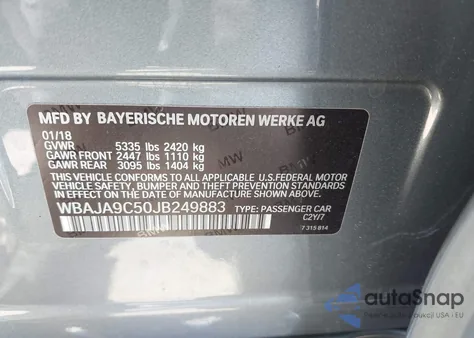 MFD BY BAYERISCHE MOTOREN WERKE AG
01/18
GVWR 5335 lbs 2420 kg
GAWR FRONT 2447 lbs 1110 kg
GAWR REAR 3095 lbs 1404 kg
THIS VEHICLE CONFORMS TO ALL APPLICABLE U.S.FEDERAL MOTOR
VEHICLE SAFETY, BUMPER, AND THEFT PREVENTION STANDARDS
IN EFFECT ON THE DATE OF MANUFACTURE SHOWN ABOVE.
WBAJA9C50JB249883 TYPE: PASSENGER CAR
C2Y/7
7 315 814
autoSnap